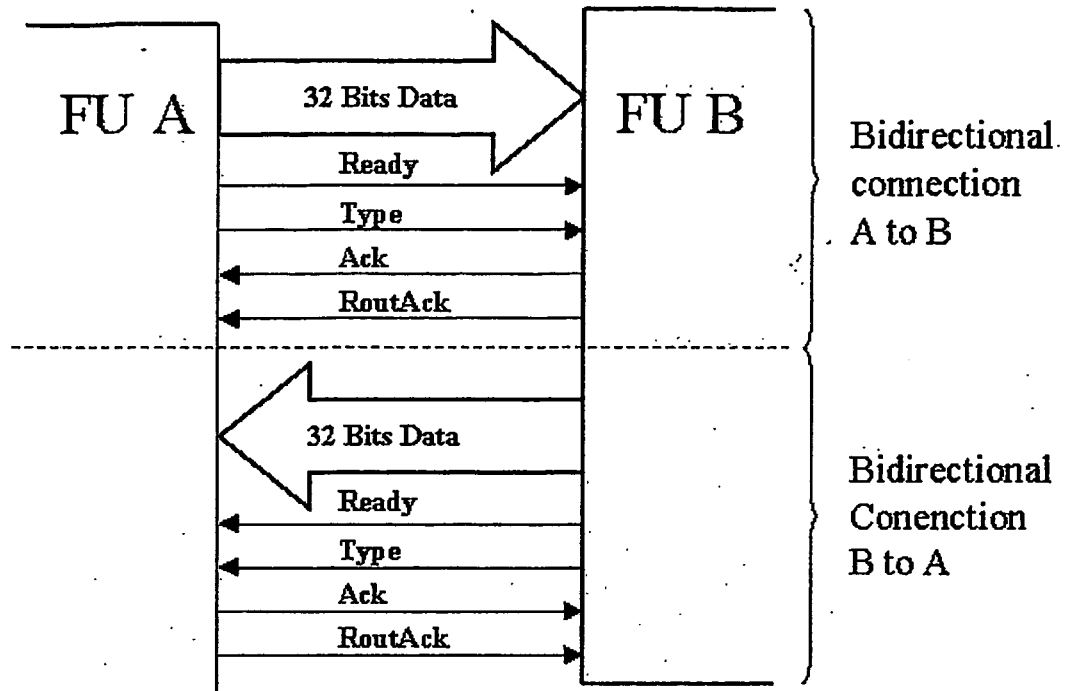 FU A
32 Bits Data
FU B
Ready
Type
Ack
RoutAck
Bidirectional
connection
A to B
32 Bits Data
Ready
Type
Ack
RoutAck
Bidirectional
Conenction
B to A